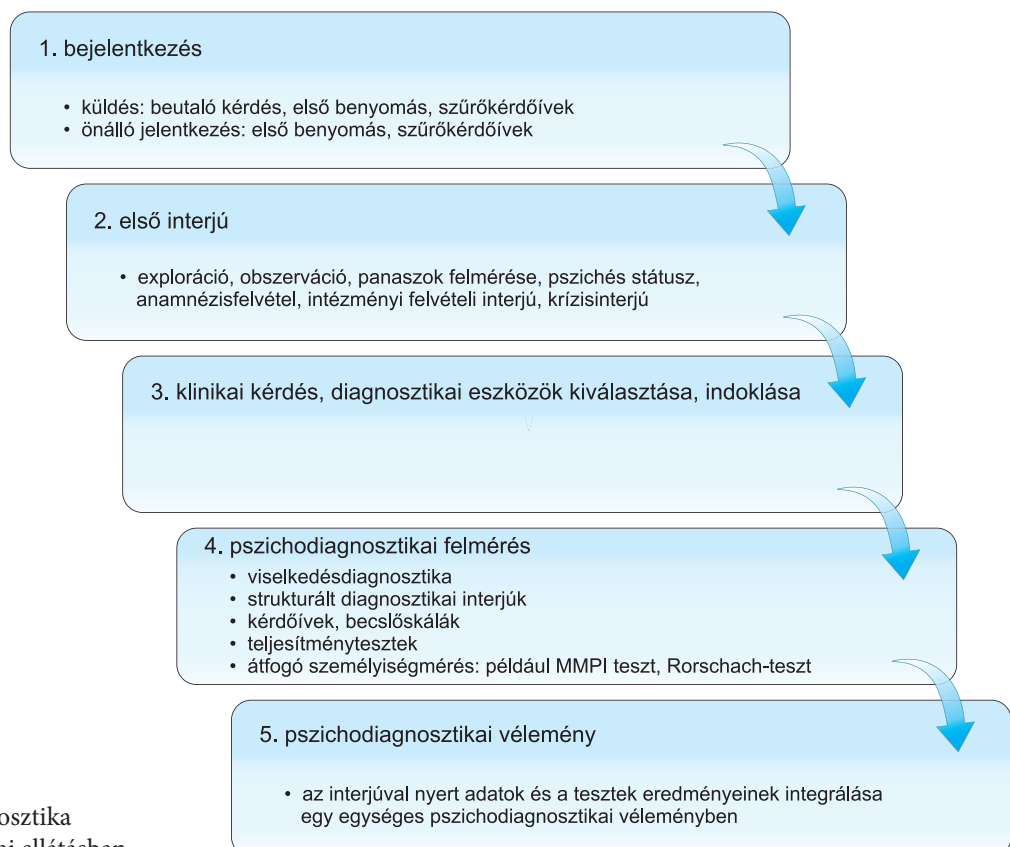 1. bejelentkezés
• küldés: beutaló kérdés, első benyomás, szűrőkérdőívek
• önálló jelentkezés: első benyomás, szűrőkérdőívek
2. első interjú
• exploráció, obszerváció, panaszok felmérése, pszichés státusz,
anamnézisfelvétel, intézményi felvételi interjú, krízisinterjú
3. klinikai kérdés, diagnosztikai eszközök kiválasztása, indoklása
4. pszichodiagnosztikai felmérés
• viselkedésdiagnosztika
• strukturált diagnosztikai interjúk
• kérdőívek, becslőskálák
• teljesítménytesztek
• átfogó személyiségmérés: például MMPI teszt, Rorschach-teszt
5. pszichodiagnosztikai vélemény
• az interjúval nyert adatok és a tesztek eredményeinek integrálása
egy egységes pszichodiagnosztikai véleményben
osztika
ellátásban